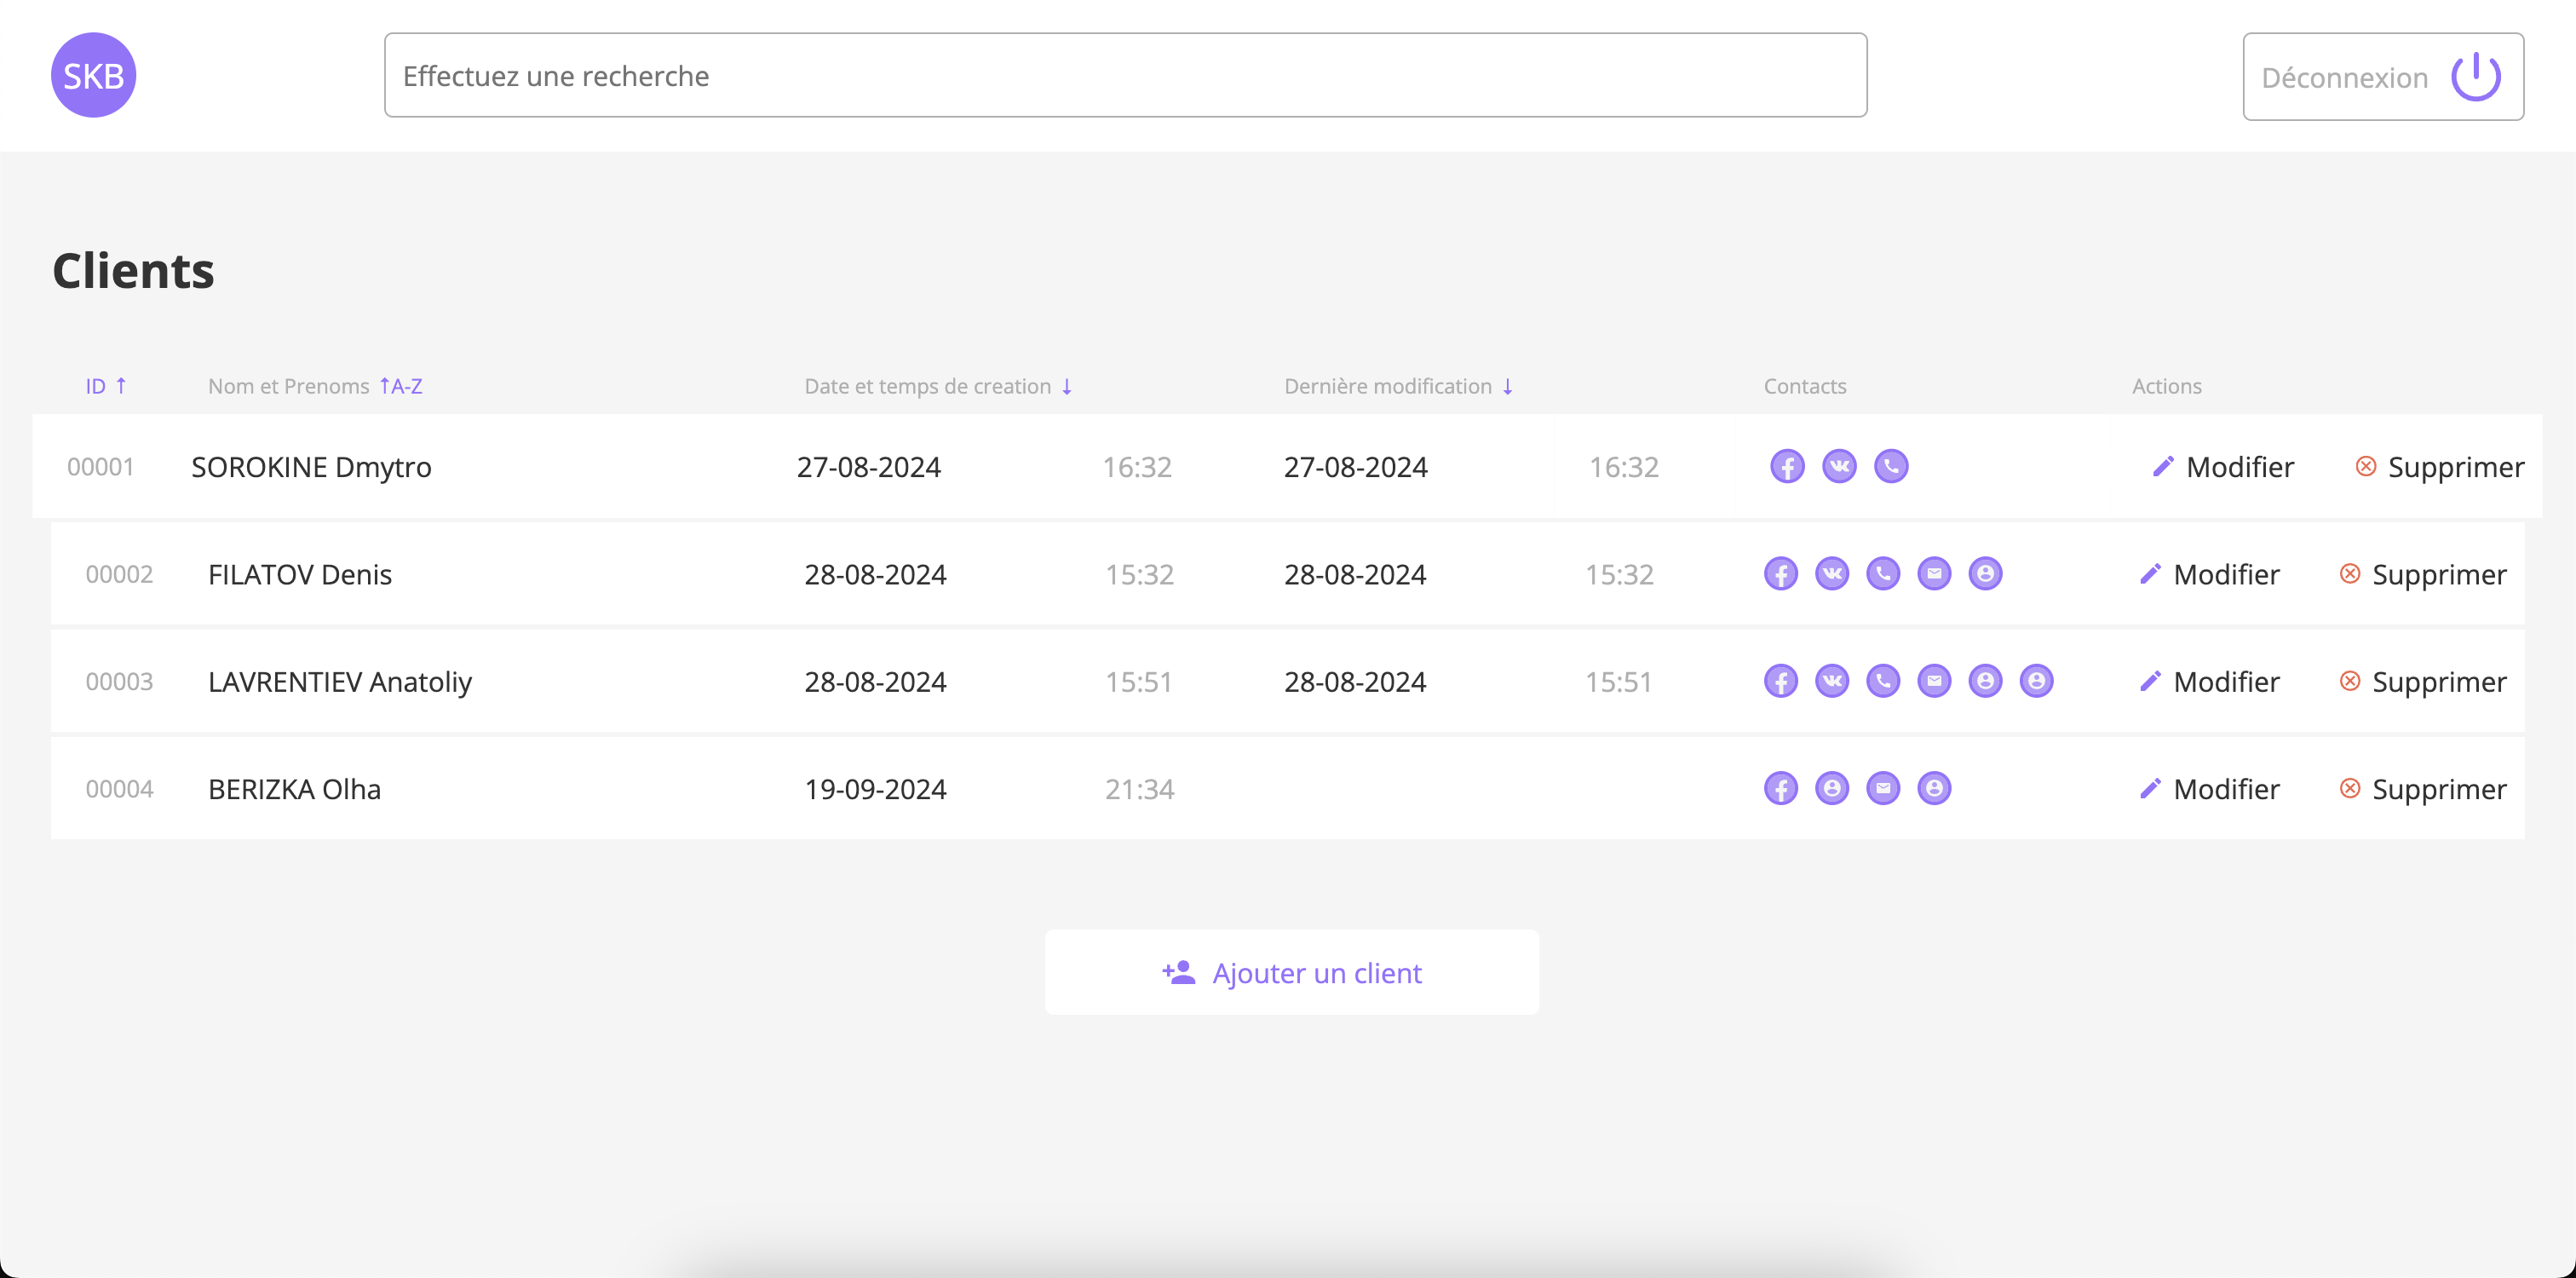 SKB
Effectuez une recherche
Déconnexion
Clients
ID ↑ Nom et Prenoms ↑A-Z Date et temps de creation ↓ Dernière modification ↓ Contacts Actions
00001 SOROKINE Dmytro 27-08-2024 16:32 27-08-2024 16:32 Modifier Supprimer
00002 FILATOV Denis 28-08-2024 15:32 28-08-2024 15:32 Modifier Supprimer
00003 LAVRENTIEV Anatoliy 28-08-2024 15:51 28-08-2024 15:51 Modifier Supprimer
00004 BERIZKA Olha 19-09-2024 21:34 Modifier Supprimer
Ajouter un client